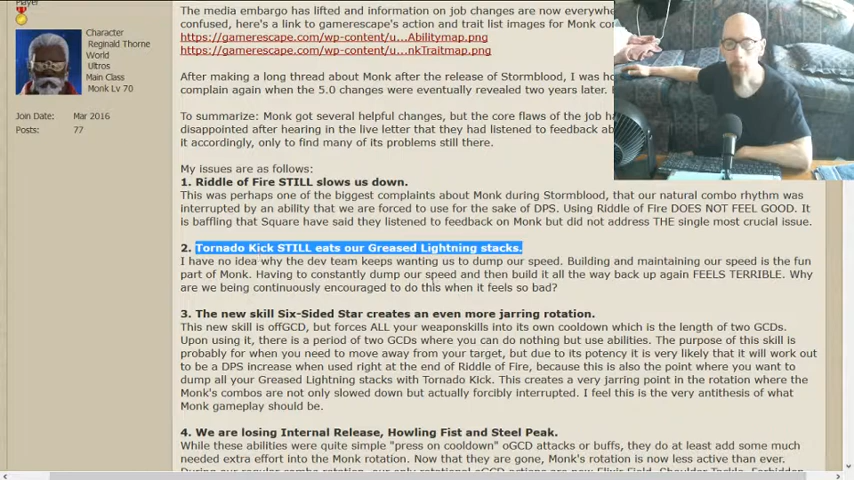 Player
Character
Reginald Thorne
World
Ultros
Main Class
Monk Lv 70
Join Date: Mar 2016
Posts: 77
The media embargo has lifted and information on job changes are now everywhe
confused, here's a link to gamerescape's action and trait list images for Monk co
https://gamerescape.com/wp-content/u...Abilitymap.png
https://gamerescape.com/wp-content/u...nkTraitmap.png
After making a long thread about Monk after the release of Stormblood, I was ho
complain again when the 5.0 changes were eventually revealed two years later.
To summarize: Monk got several helpful changes, but the core flaws of the job ha
disappointed after hearing in the live letter that they had listened to feedback ab
it accordingly, only to find many of its problems still there.
My issues are as follows:
1. Riddle of Fire STILL slows us down.
This was perhaps one of the biggest complaints about Monk during Stormblood, that our natural combo rhythm was
interrupted by an ability that we are forced to use for the sake of DPS. Using Riddle of Fire DOES NOT FEEL GOOD. It
is baffling that Square have said they listened to feedback on Monk but did not address THE single most crucial issue.
2. Tornado Kick STILL eats our Greased Lightning stacks.
I have no idea why the dev team keeps wanting us to dump our speed. Building and maintaining our speed is the fun
part of Monk. Having to constantly dump our speed and then build it all the way back up again FEELS TERRIBLE. Why
are we being continuously encouraged to do this when it feels so bad?
3. The new skill Six-Sided Star creates an even more jarring rotation.
This new skill is offGCD, but forces ALL your weaponskills into its own cooldown which is the length of two GCDs.
Upon using it, there is a period of two GCDs where you can do nothing but use abilities. The purpose of this skill is
probably for when you need to move away from your target, but due to its potency it is very likely that it will work out
to be a DPS increase when used right at the end of Riddle of Fire, because this is also the point where you want to
dump all your Greased Lightning stacks with Tornado Kick. This creates a very jarring point in the rotation where the
Monk's combos are not only slowed down but actually forcibly interrupted. I feel this is the very antithesis of what
Monk gameplay should be.
4. We are losing Internal Release, Howling Fist and Steel Peak.
While these abilities were quite simple "press on cooldown" oGCD attacks or buffs, they do at least add some much
needed extra effort into the Monk rotation. Now that they are gone, Monk's rotation is now less active than ever.
During our regular combo rotation, our only rotational oGCD actions are now Elixir Field, Shoulder Tackle, Forbidden